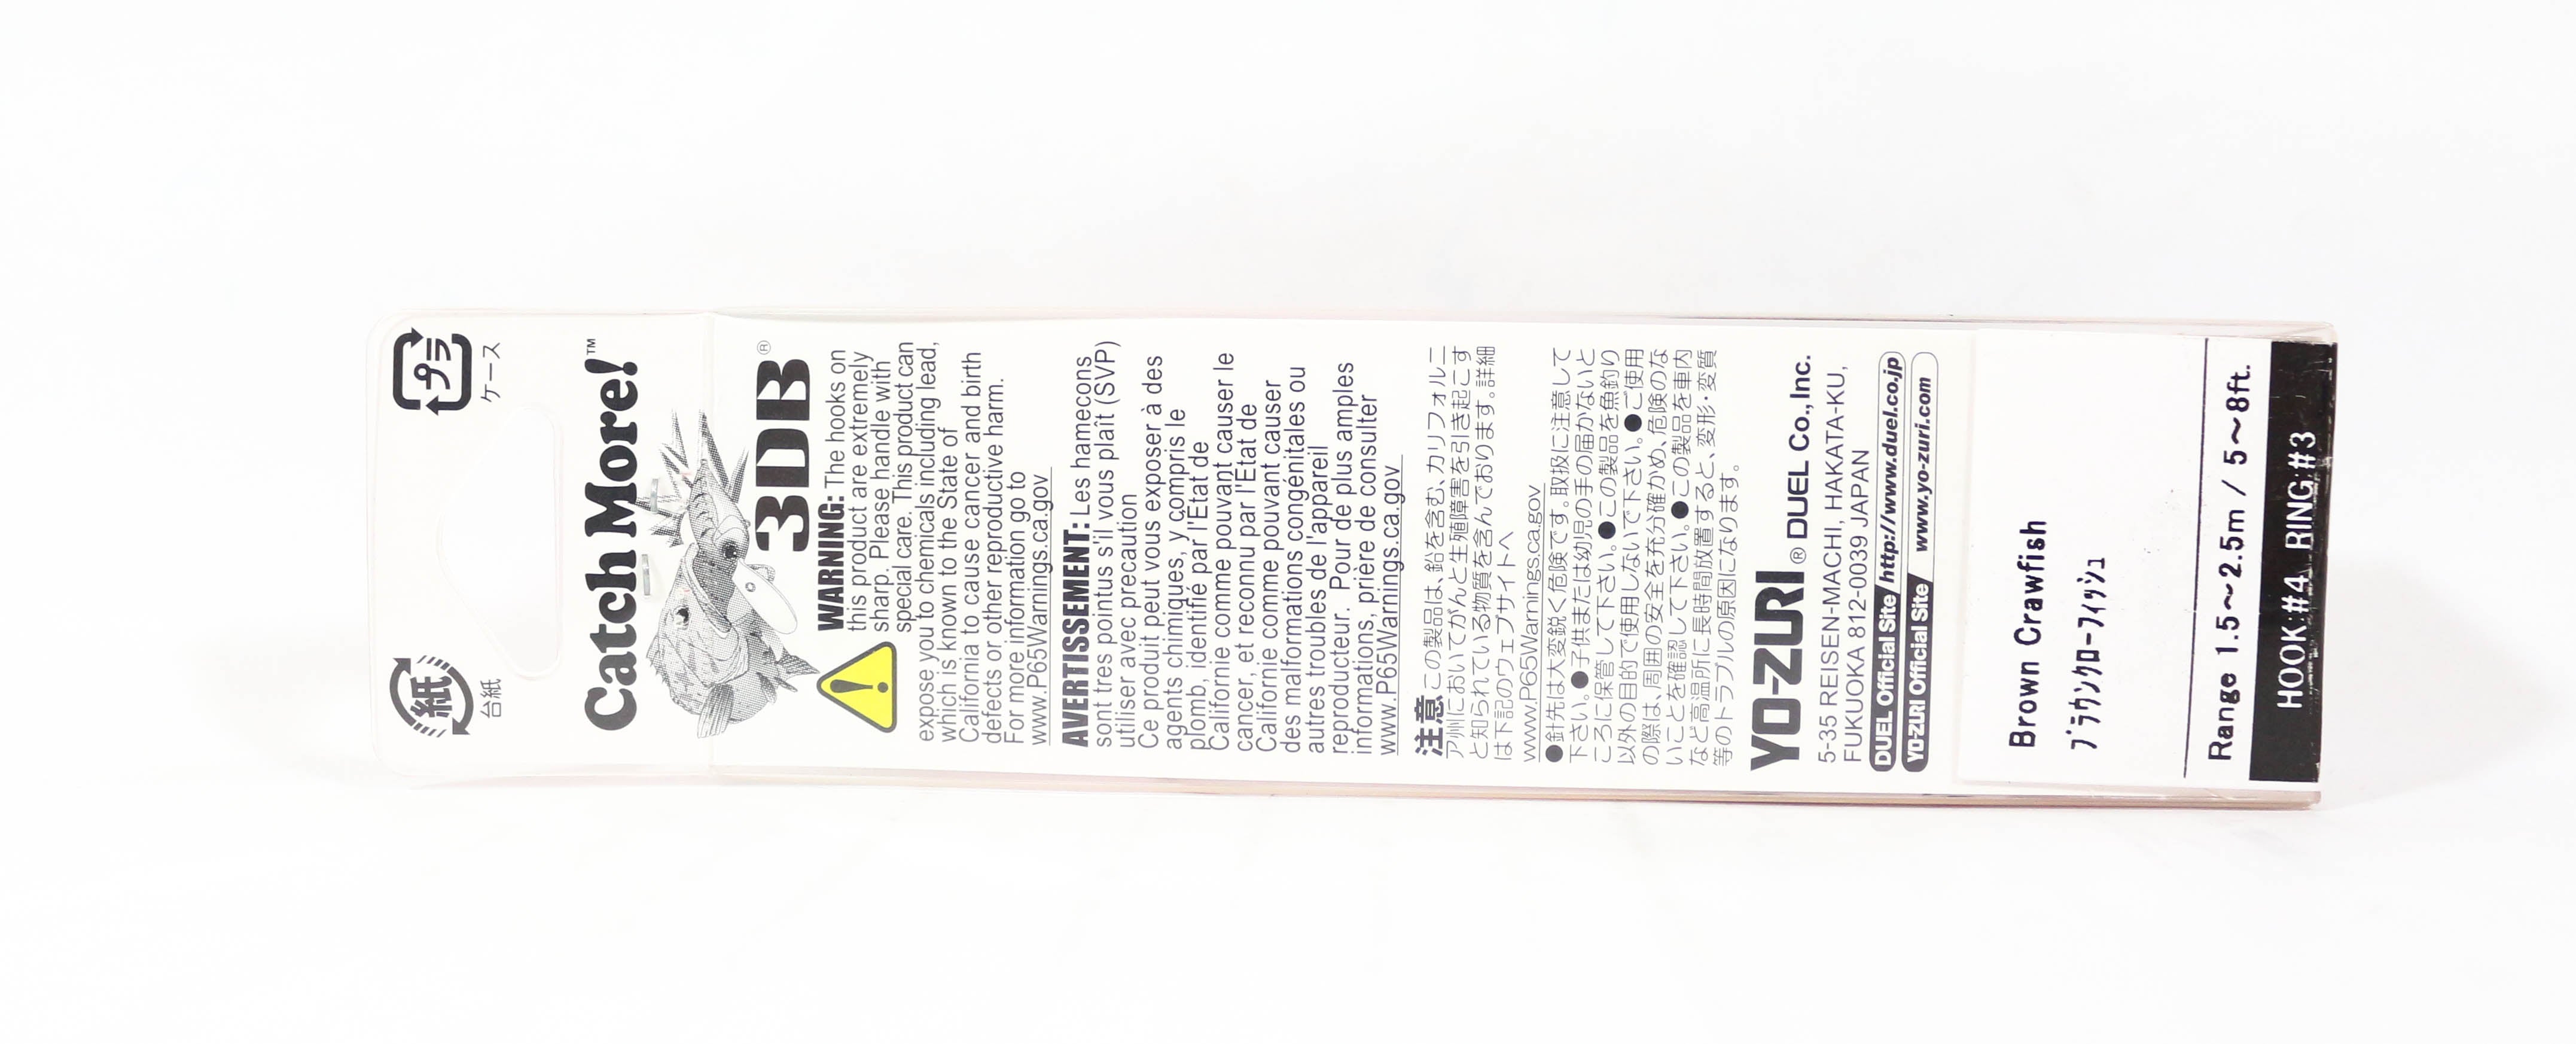 プラ
ケース
紙
台紙
Catch More!™
3DB®
WARNING: The hooks on
this product are extremely
sharp. Please handle with
special care. This product can
expose you to chemicals including lead,
which is known to the State of
California to cause cancer and birth
defects or other reproductive harm.
For more information go to
www.P65Warnings.ca.gov
AVERTISSEMENT: Les hamecons
sont tres pointus s'il vous plaît (SVP)
utiliser avec precaution
Ce produit peut vous exposer à des
agents chimiques, y compris le
plomb, identifié par l'État de
Californie comme pouvant causer le
cancer, et reconnu par l'État de
Californie comme pouvant causer
des malformations congénitales ou
autres troubles de l'appareil
reproducteur. Pour de plus amples
informations, prière de consulter
www.P65Warnings.ca.gov
注意 この製品は、鉛を含む、カリフォルニ
ア州においてがんと生殖障害を引き起こす
と知られている物質を含んでおります。詳細
は下記のウェブサイトへ
www.P65Warnings.ca.gov
●針先は大変鋭く危険です。取扱に注意して
下さい。●子供または幼児の手の届かないと
ころに保管して下さい。●この製品を魚釣り
以外の目的で使用しないで下さい。●ご使用
の際は、周囲の安全を充分確かめ、危険のな
いことを確認して下さい。●この製品を車内
など高温所に長時間放置すると、変形・変質
等のトラブルの原因になります。
YO-ZURI® DUEL Co.,Inc.
5-35 REISEN-MACHI, HAKATA-KU,
FUKUOKA 812-0039 JAPAN
DUEL Official Site/ http://www.duel.co.jp
YO-ZURI Official Site/ www.yo-zuri.com
Brown Crawfish
ﾌﾞﾗｳﾝｸﾛｰﾌｨｯｼｭ
Range 1.5～2.5m / 5～8ft.
HOOK:#4 RING:#3